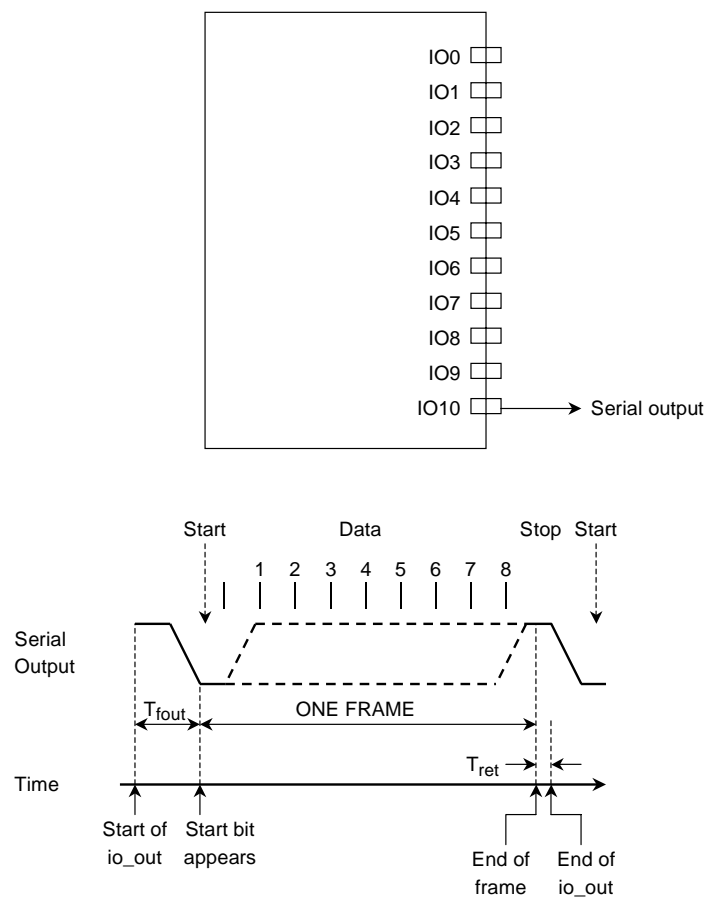 IO0
IO1
IO2
IO3
IO4
IO5
IO6
IO7
IO8
IO9
IO10
Serial output
Start Data Stop Start
1 2 3 4 5 6 7 8
Serial
Output
Tfout ONE FRAME
Tret
Time
Start of
io_out
Start bit
appears
End of
frame
End of
io_out